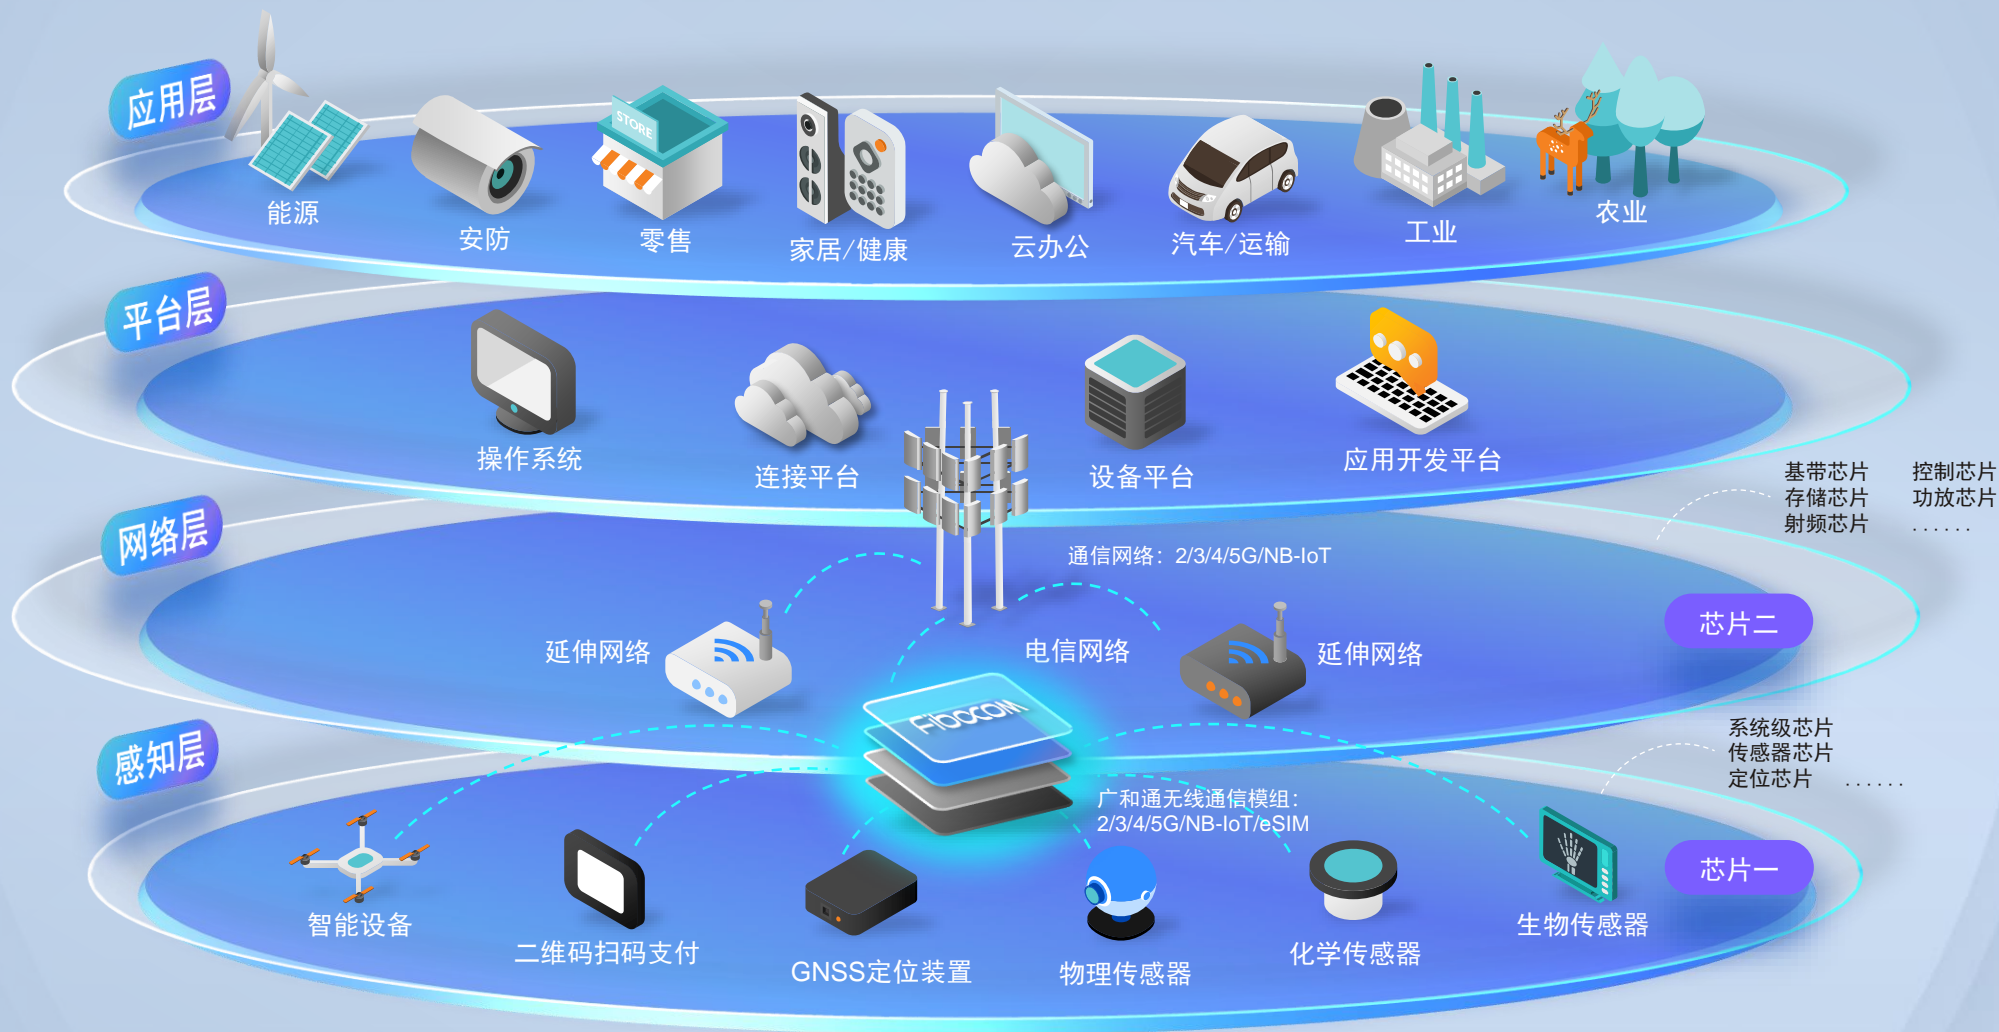 应用层
STORE
能源
安防
零售
家居/健康
云办公
汽车/运输
工业
农业
平台层
操作系统
连接平台
设备平台
应用开发平台
基带芯片 控制芯片
存储芯片 功放芯片
射频芯片 ......
网络层
通信网络：2/3/4/5G/NB-IoT
延伸网络
电信网络
延伸网络
芯片二
Fibocom
感知层
系统级芯片
传感器芯片
定位芯片 ......
广和通无线通信模组：
2/3/4/5G/NB-IoT/eSIM
芯片一
智能设备
二维码扫码支付
GNSS定位装置
物理传感器
化学传感器
生物传感器